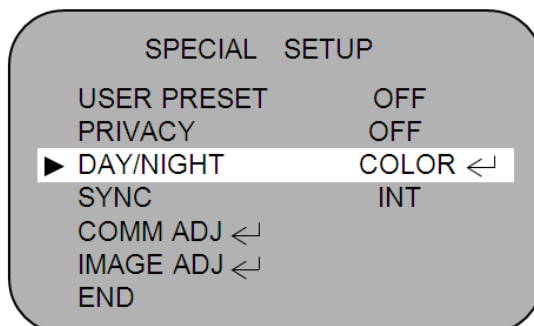 SPECIAL SETUP
USER PRESET OFF
PRIVACY OFF
► DAY/NIGHT COLOR ↵
SYNC INT
COMM ADJ ↵
IMAGE ADJ ↵
END